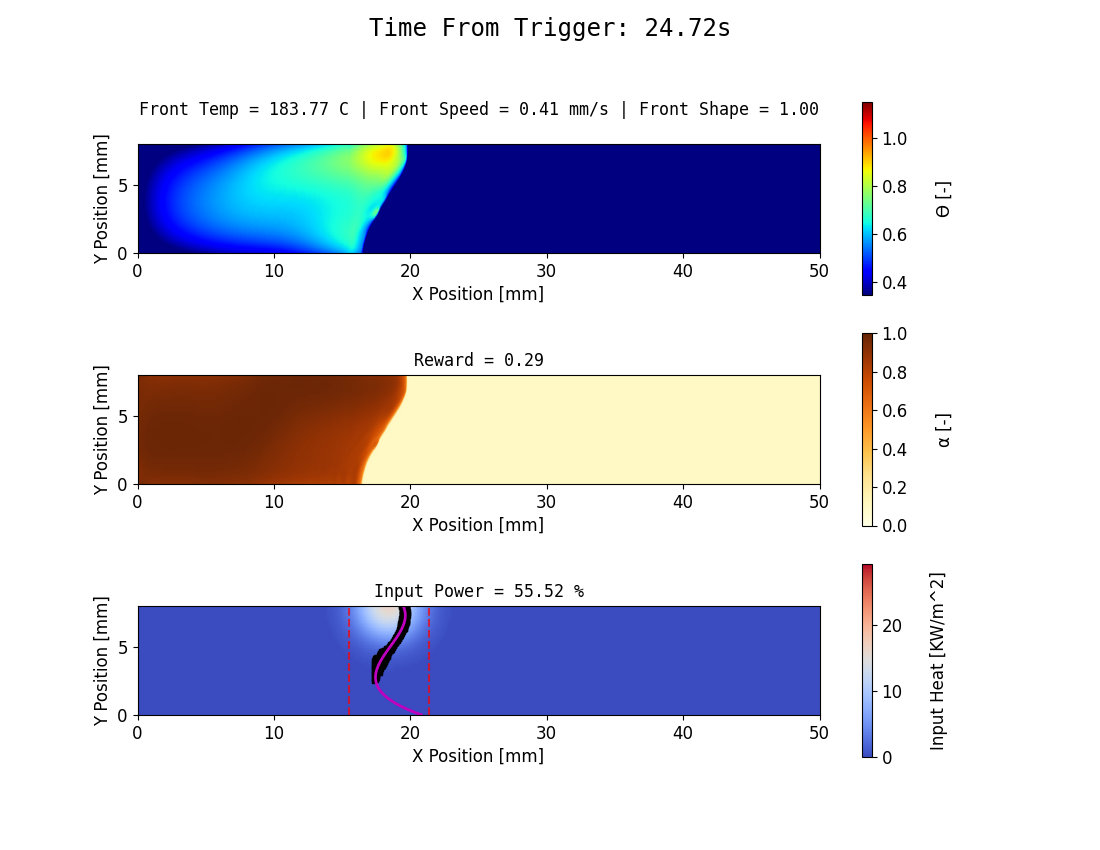 Time From Trigger: 24.72s
Front Temp = 183.77 C | Front Speed = 0.41 mm/s | Front Shape = 1.00
Y Position [mm]
5
0
0 10 20 30 40 50
X Position [mm]
1.0
0.8
0.6
0.4
Θ [-]
Reward = 0.29
Y Position [mm]
5
0
0 10 20 30 40 50
X Position [mm]
1.0
0.8
0.6
0.4
0.2
0.0
α [-]
Input Power = 55.52 %
Y Position [mm]
5
0
0 10 20 30 40 50
X Position [mm]
20
10
0
Input Heat [KW/m^2]